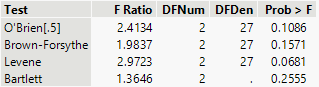 Test F Ratio DFNum DFDen Prob > F
O'Brien[.5] 2.4134 2 27 0.1086
Brown-Forsythe 1.9837 2 27 0.1571
Levene 2.9723 2 27 0.0681
Bartlett 1.3646 2 . 0.2555